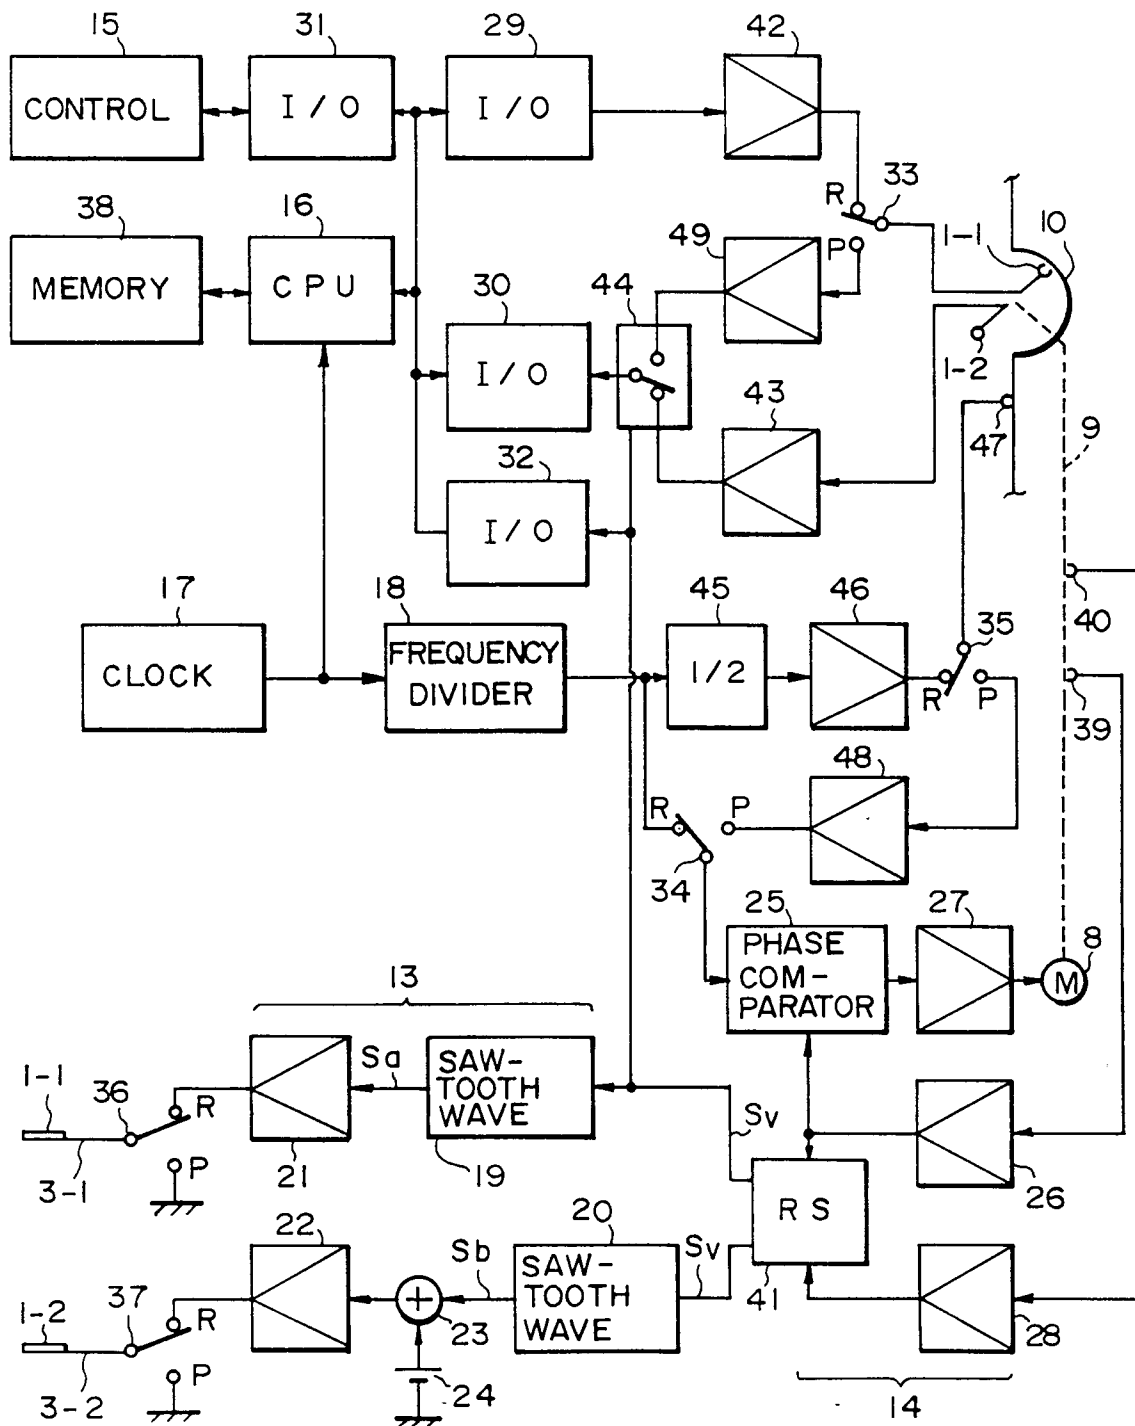 15
31
29
42
CONTROL
I/O
I/O
R
33
38
16
49
P
1-1
10
MEMORY
CPU
30
44
I/O
1-2
43
47
9
32
I/O
17
18
45
46
35
40
CLOCK
FREQUENCY
DIVIDER
1/2
R
P
39
48
R
P
34
25
27
8
PHASE
COM-
PARATOR
M
13
1-1
36
R
Sa
SAW-
TOOTH
WAVE
Sv
3-1
P
21
19
26
RS
22
20
Sb
Sv
41
1-2
37
R
+
23
SAW-
TOOTH
WAVE
28
3-2
P
24
14